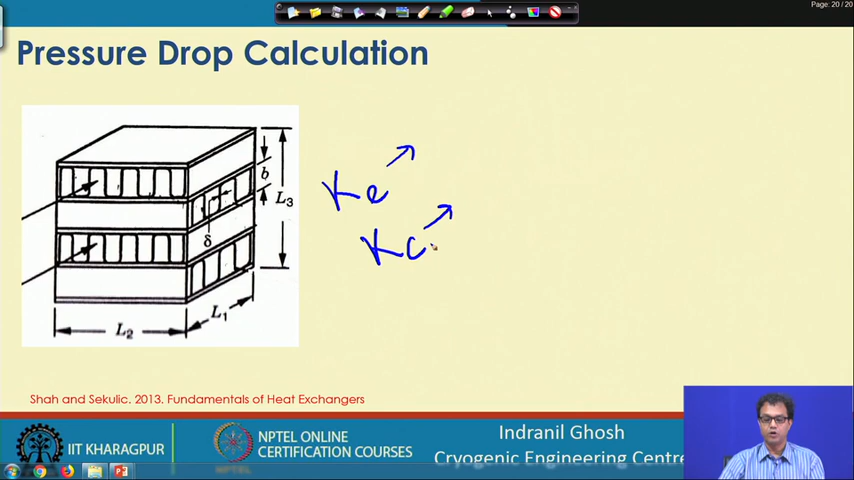 Page: 20 / 20
Pressure Drop Calculation
b
L3
δ
L1
L2
Ke
Kc
Shah and Sekulic. 2013. Fundamentals of Heat Exchangers
IIT KHARAGPUR
NPTEL ONLINE
CERTIFICATION COURSES
Indranil Ghosh
Cryogenic Engineering Centre